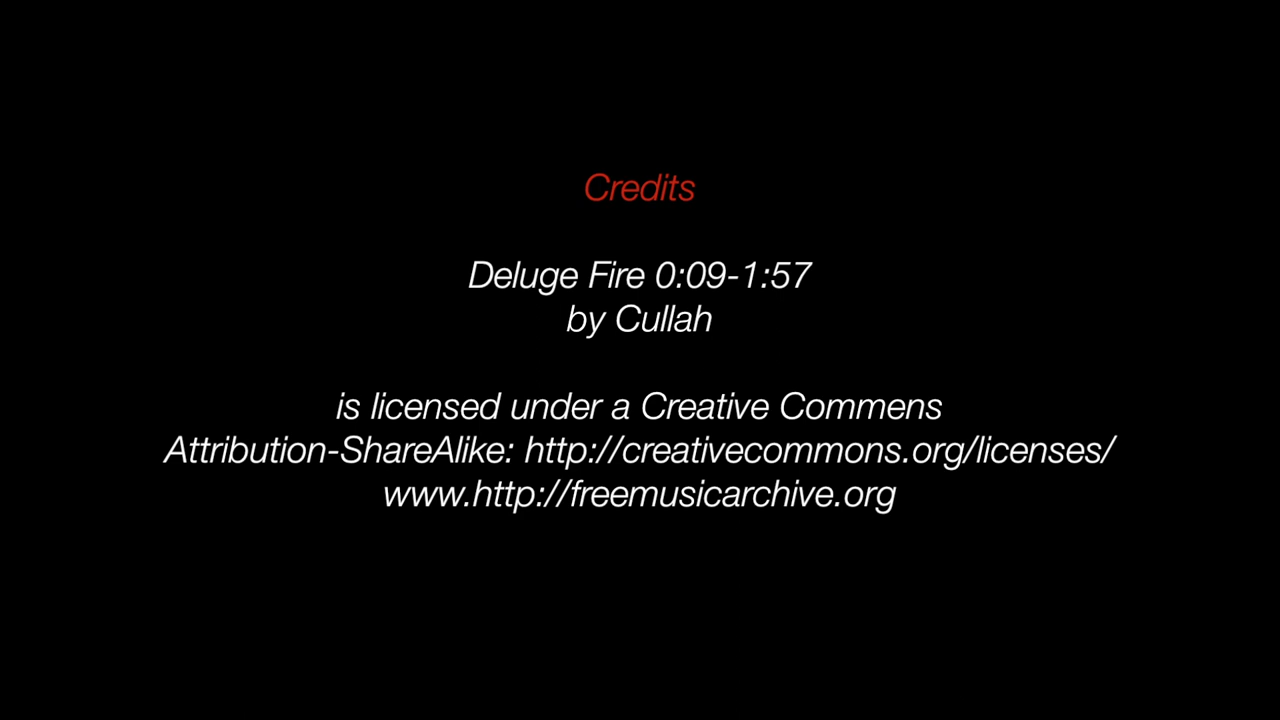 Credits
Deluge Fire 0:09-1:57
by Cullah
is licensed under a Creative Commens
Attribution-ShareAlike: http://creativecommons.org/licenses/
www.http://freemusicarchive.org